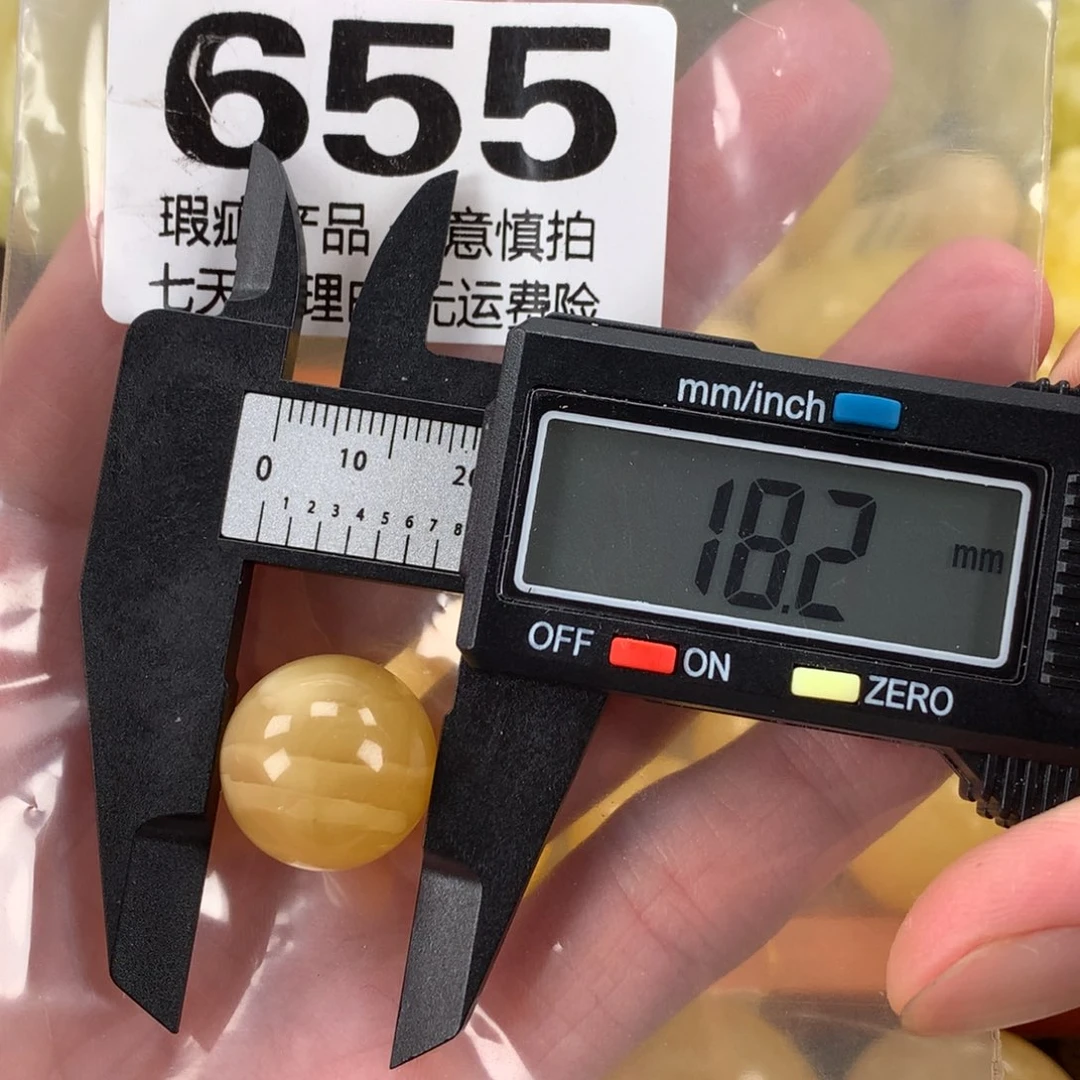 655
瑕疵产品 意慎拍
七天 理 运费险
mm/inch
0 10 20
1 2 3 4 5 6 7 8
18.2 mm
OFF ON ZERO